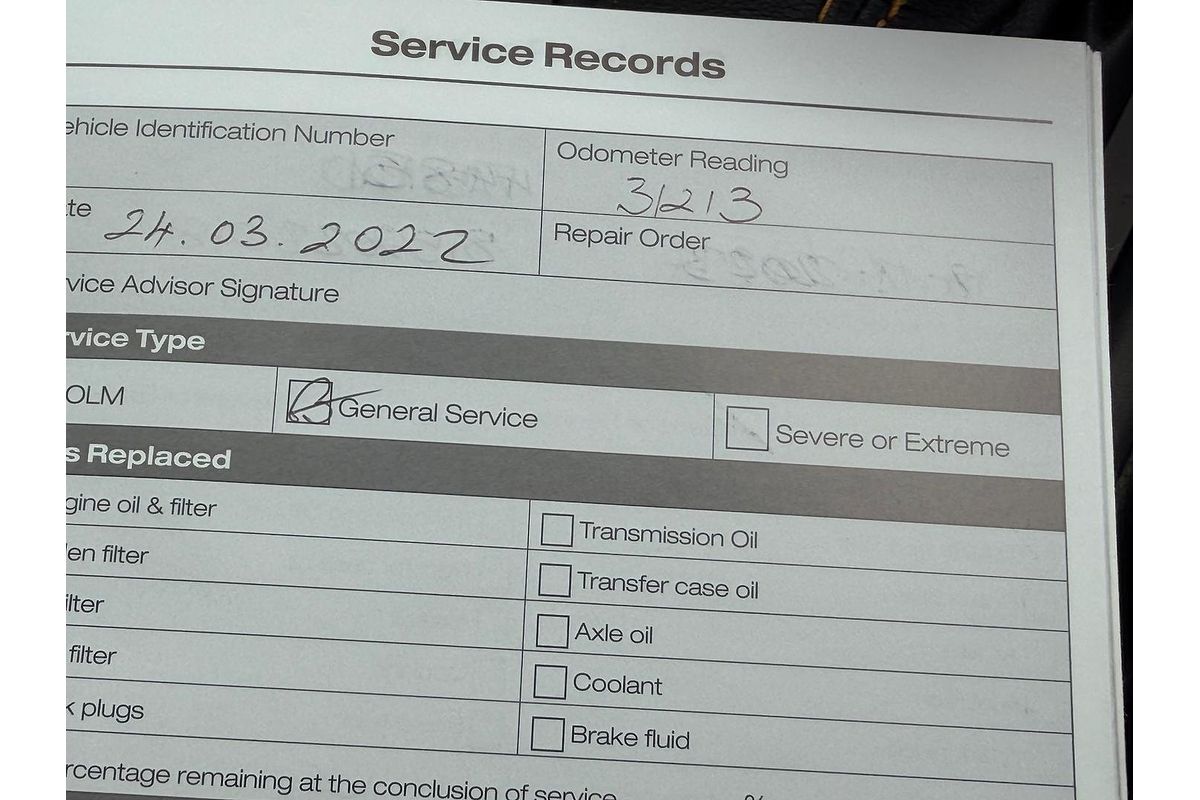 Service Records
ehicle Identification Number
Odometer Reading
31213
te 24.03.2022
Repair Order
vice Advisor Signature
rvice Type
OLM
General Service
Severe or Extreme
s Replaced
gine oil & filter
Transmission Oil
en filter
Transfer case oil
ilter
Axle oil
filter
Coolant
k plugs
Brake fluid
rcentage remaining at the conclusion of service %